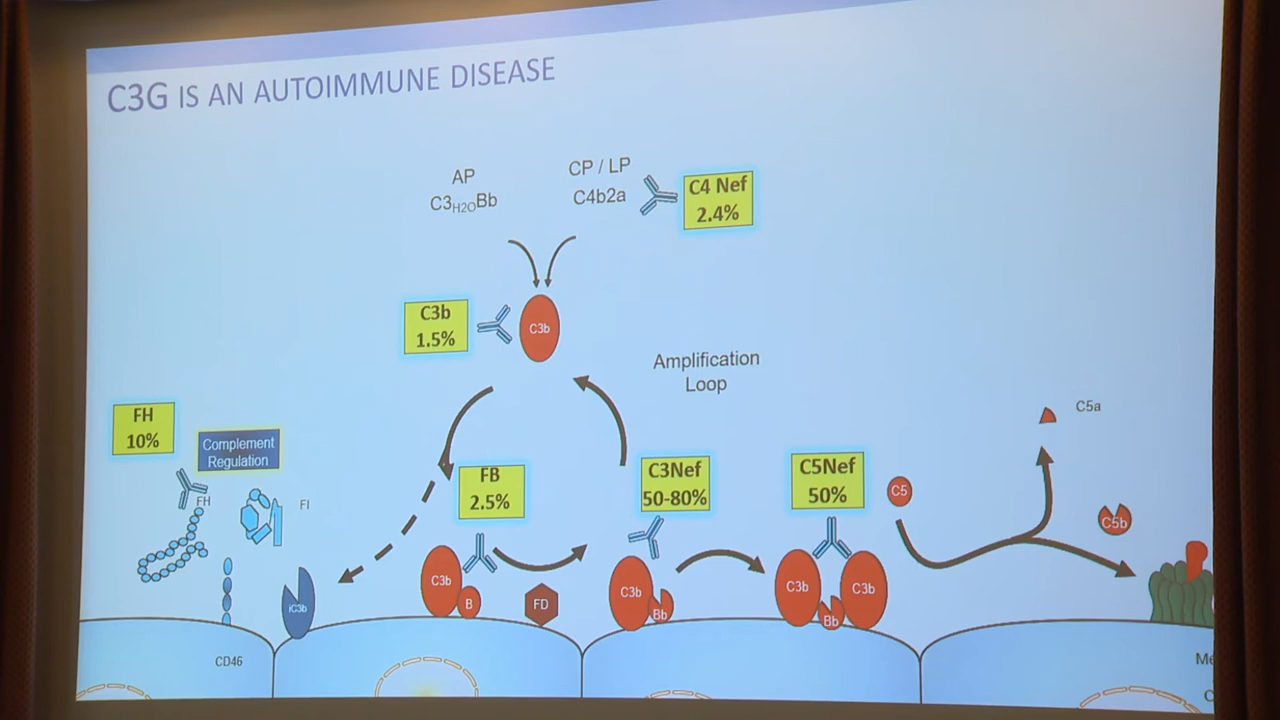 C3G IS AN AUTOIMMUNE DISEASE
AP
C3H2OBb
CP / LP
C4b2a
C4 Nef
2.4%
C3b
1.5%
C3b
Amplification
Loop
FH
10%
Complement
Regulation
FH
FI
FB
2.5%
C3Nef
50-80%
C5Nef
50%
C5
C5a
C5b
iC3b
CD46
C3b
B
FD
C3b
Bb
C3b
Bb
C3b